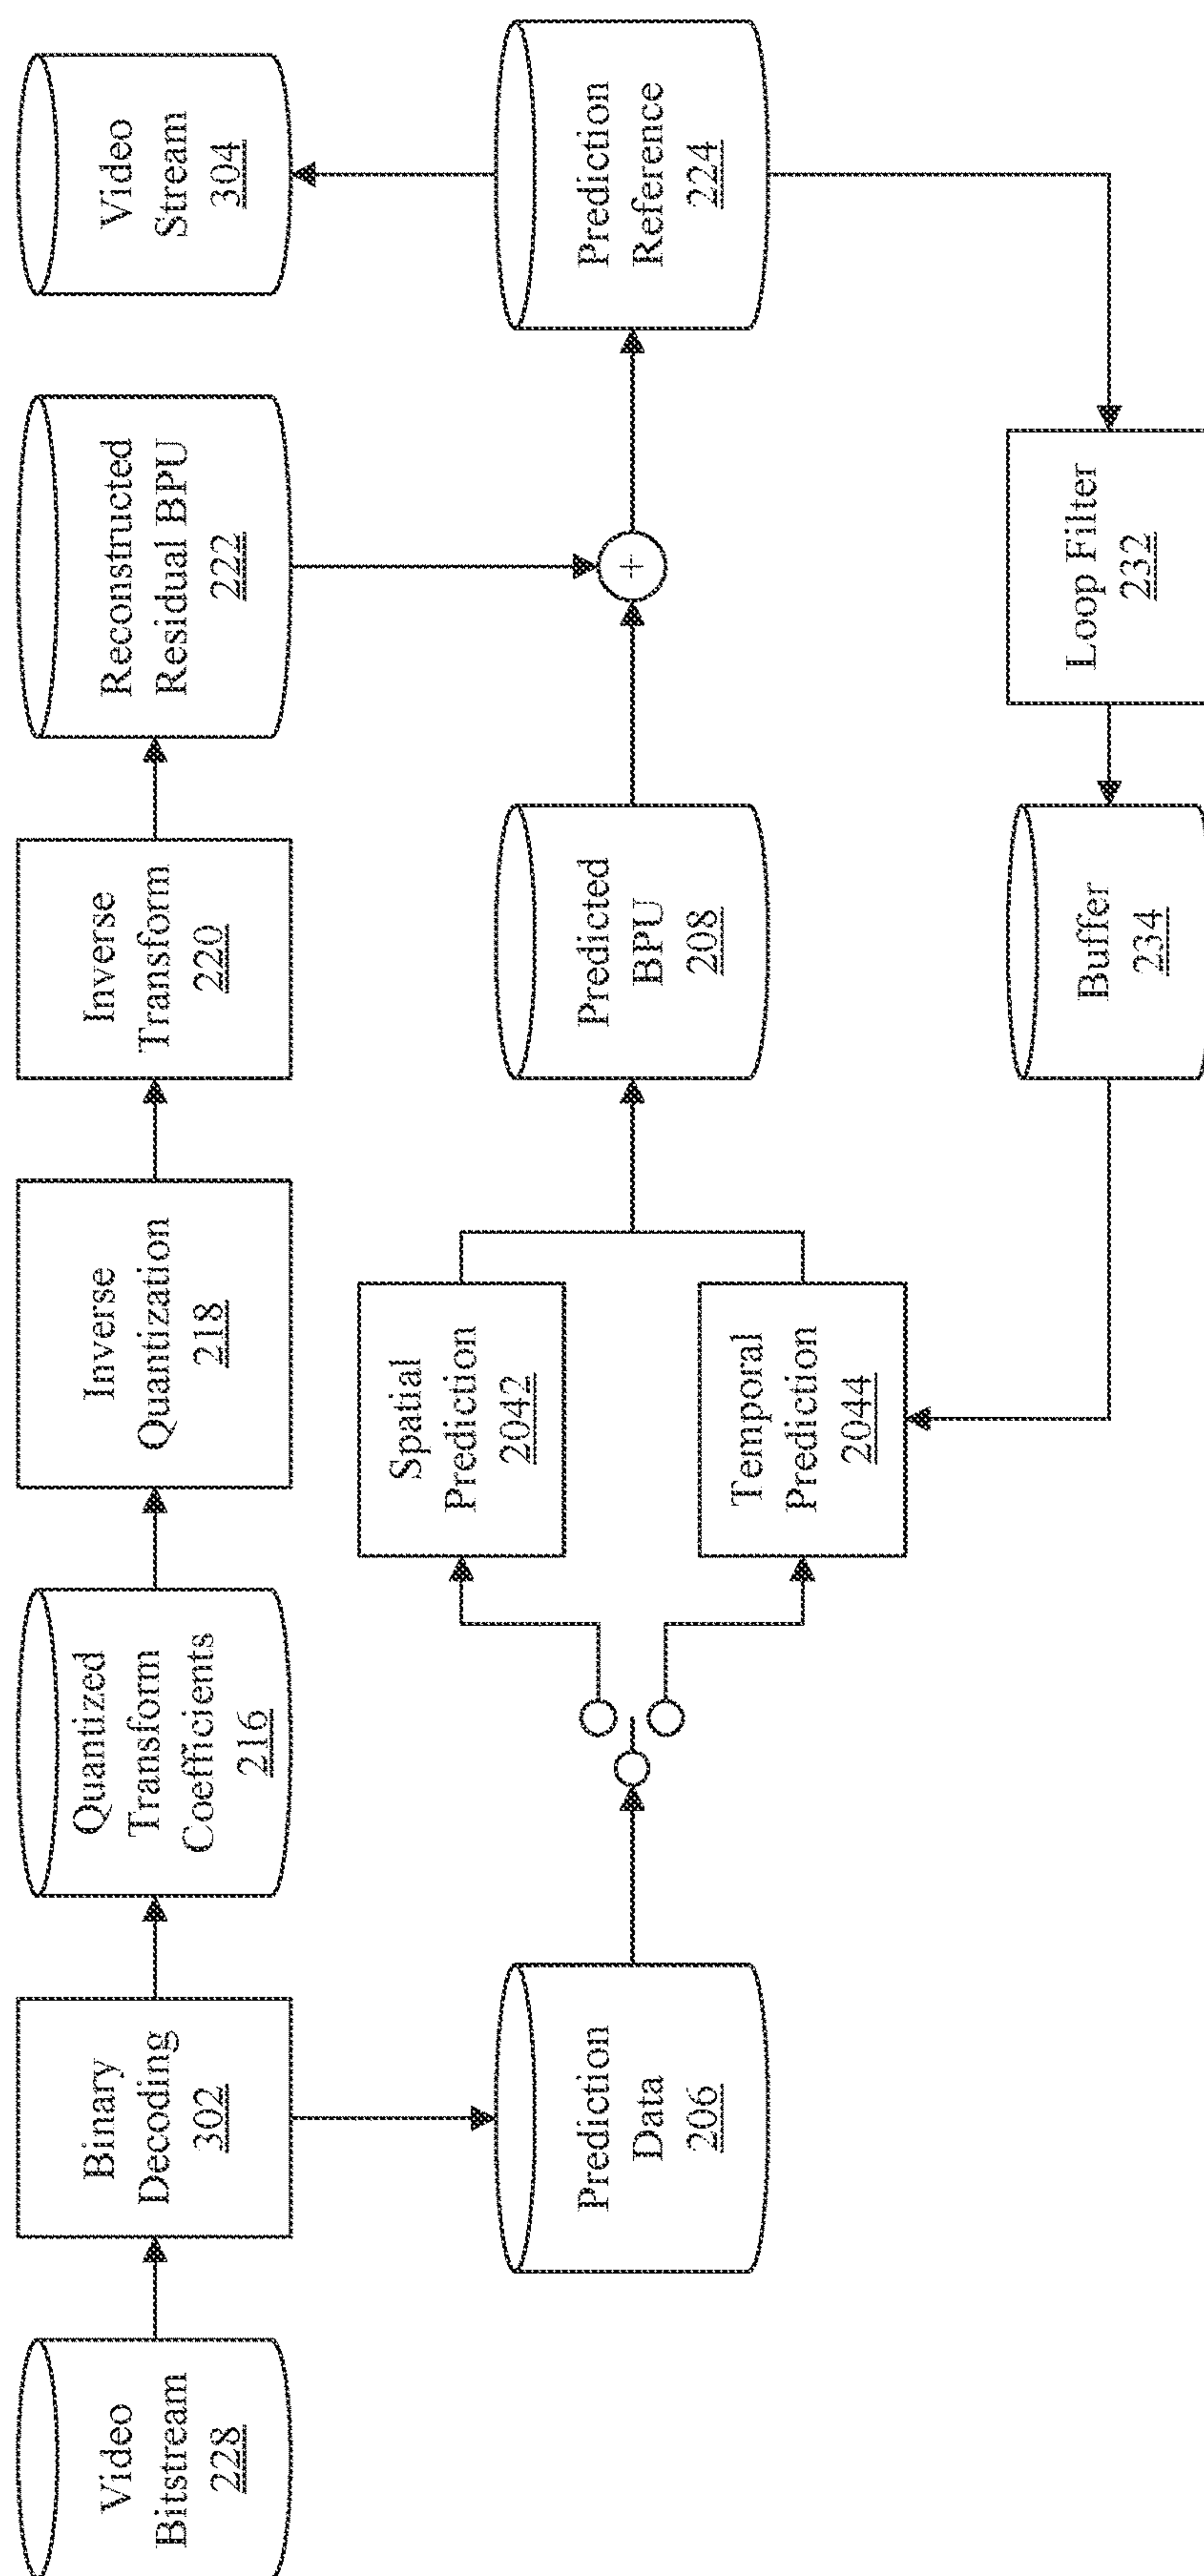 Video
Bitstream
228
Binary
Decoding
302
Quantized
Transform
Coefficients
216
Inverse
Quantization
218
Inverse
Transform
220
Reconstructed
Residual BPU
222
Video
Stream
304
Prediction
Data
206
Spatial
Prediction
2042
Temporal
Prediction
2044
Predicted
BPU
208
+
Prediction
Reference
224
Buffer
234
Loop Filter
232